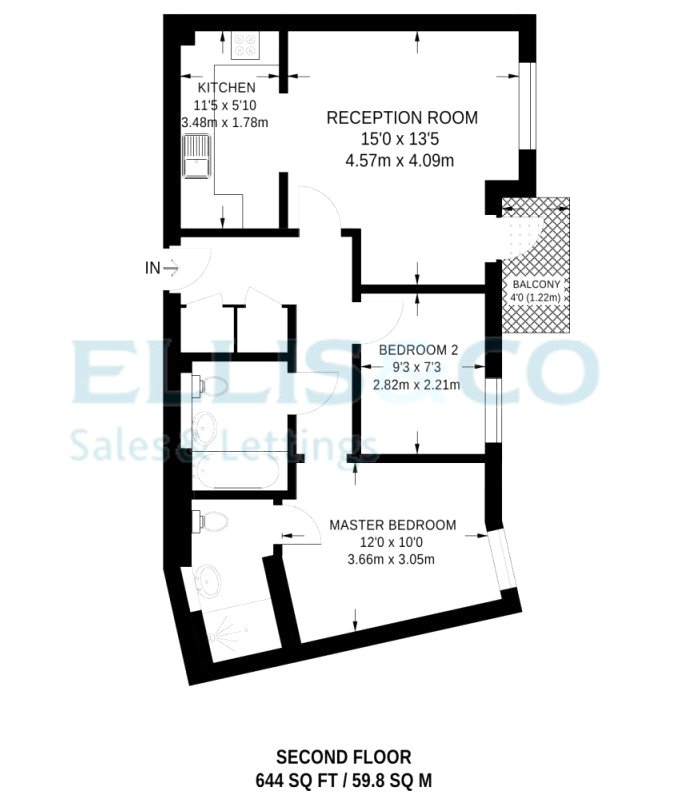 KITCHEN
11'5 x 5'10
3.48m x 1.78m
RECEPTION ROOM
15'0 x 13'5
4.57m x 4.09m
IN
BALCONY
4'0 (1.22m)
ELLIS&CO
Sales & Lettings
BEDROOM 2
9'3 x 7'3
2.82m x 2.21m
MASTER BEDROOM
12'0 x 10'0
3.66m x 3.05m
SECOND FLOOR
644 SQ FT / 59.8 SQ M